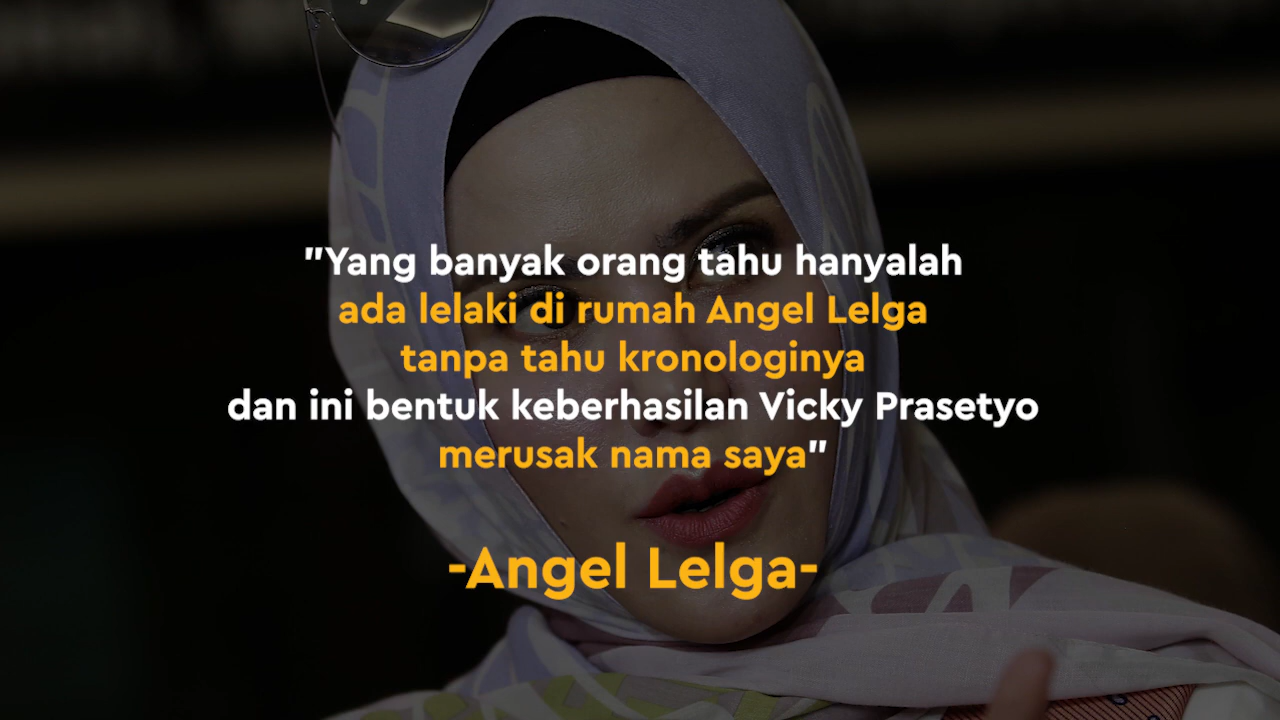 "Yang banyak orang tahu hanyalah
ada lelaki di rumah Angel Lelga
tanpa tahu kronologinya
dan ini bentuk keberhasilan Vicky Prasetyo
merusak nama saya"
-Angel Lelga-